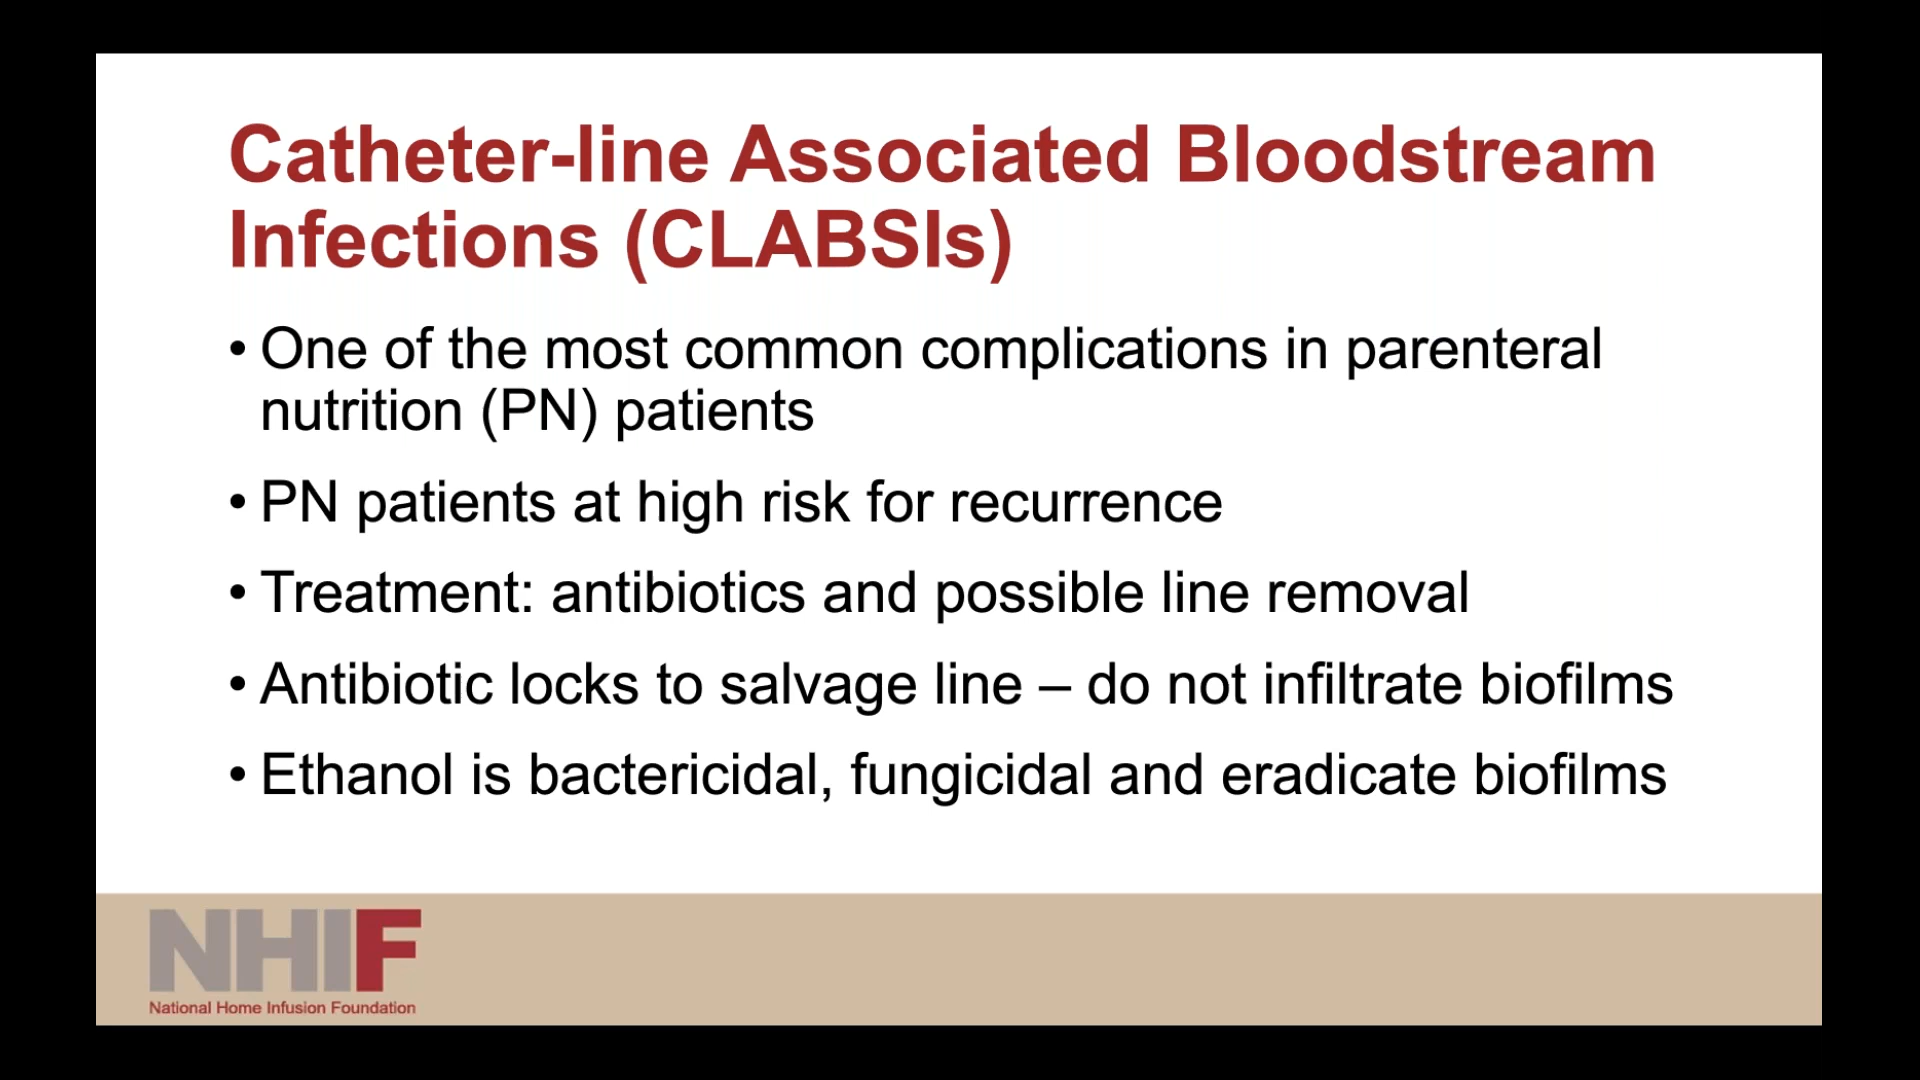 Catheter-line Associated Bloodstream
Infections (CLABSIs)
• One of the most common complications in parenteral
nutrition (PN) patients
• PN patients at high risk for recurrence
• Treatment: antibiotics and possible line removal
• Antibiotic locks to salvage line – do not infiltrate biofilms
• Ethanol is bactericidal, fungicidal and eradicate biofilms
NHIF
National Home Infusion Foundation